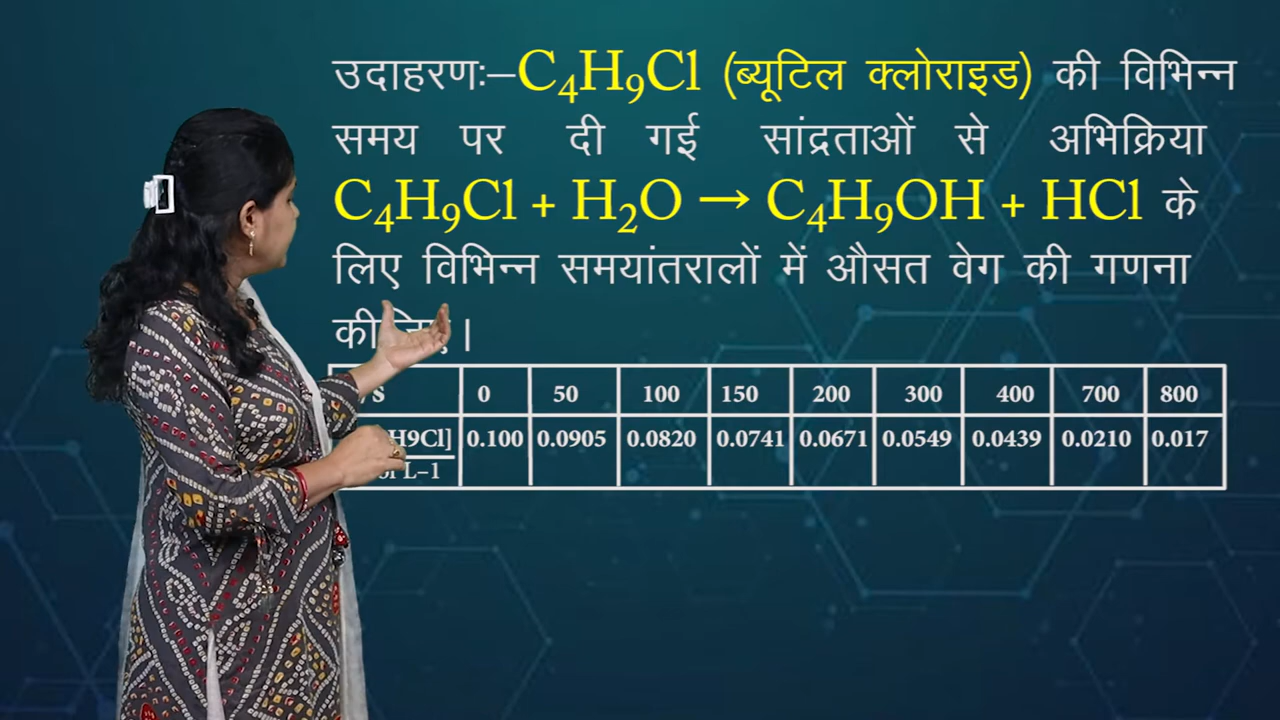 उदाहरणः–C₄H₉Cl (ब्यूटिल क्लोराइड) की विभिन्न
समय पर दी गई सांद्रताओं से अभिक्रिया
C₄H₉Cl + H₂O → C₄H₉OH + HCl के
लिए विभिन्न समयांतरालों में औसत वेग की गणना
।
s 0 50 100 150 200 300 400 700 800
H9Cl] 0.100 0.0905 0.0820 0.0741 0.0671 0.0549 0.0439 0.0210 0.017
L–1